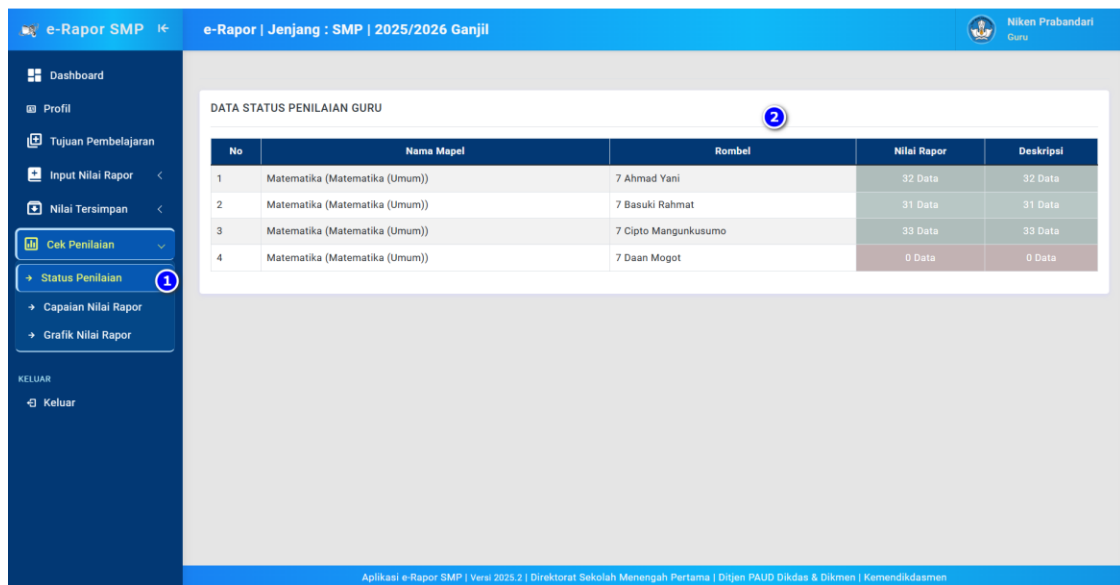 e-Rapor SMP
e-Rapor | Jenjang : SMP | 2025/2026 Ganjil
Niken Prabandari
Guru
Dashboard
Profil
Tujuan Pembelajaran
Input Nilai Rapor
Nilai Tersimpan
Cek Penilaian
Status Penilaian
1
Capaian Nilai Rapor
Grafik Nilai Rapor
KELUAR
Keluar
DATA STATUS PENILAIAN GURU
2
No Nama Mapel Rombel Nilai Rapor Deskripsi
1 Matematika (Matematika (Umum)) 7 Ahmad Yani 32 Data 32 Data
2 Matematika (Matematika (Umum)) 7 Basuki Rahmat 31 Data 31 Data
3 Matematika (Matematika (Umum)) 7 Cipto Mangunkusumo 33 Data 33 Data
4 Matematika (Matematika (Umum)) 7 Daan Mogot 0 Data 0 Data
Aplikasi e-Rapor SMP | Versi 2025.2 | Direktorat Sekolah Menengah Pertama | Ditjen PAUD Dikdas & Dikmen | Kemendikdasmen